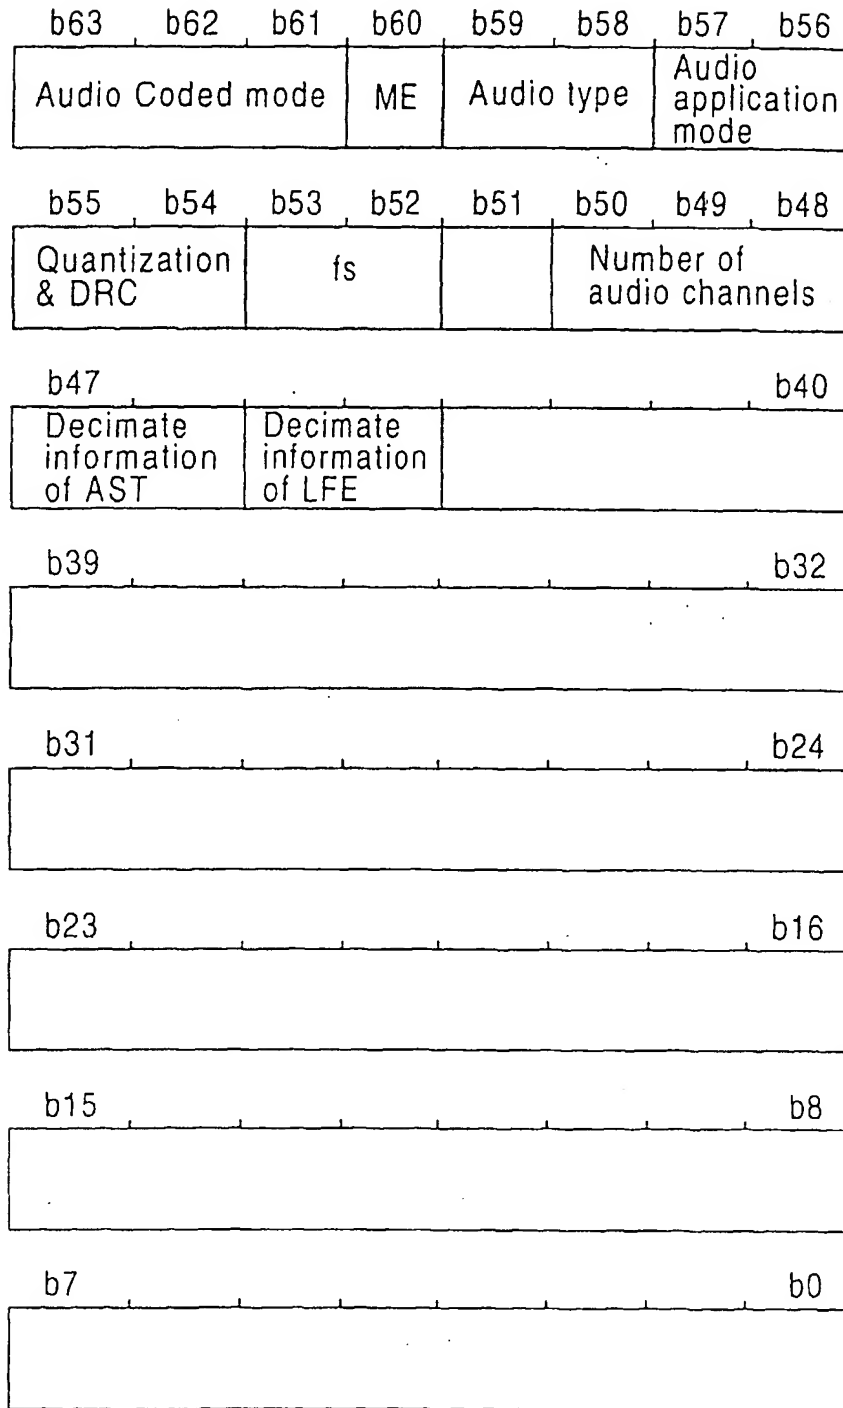 b63 b62 b61 b60 b59 b58 b57 b56
Audio Coded mode ME Audio type Audio
application
mode
b55 b54 b53 b52 b51 b50 b49 b48
Quantization fs Number of
& DRC audio channels
b47 b40
Decimate Decimate
information information
of AST of LFE
b39 b32
b31 b24
b23 b16
b15 b8
b7 b0